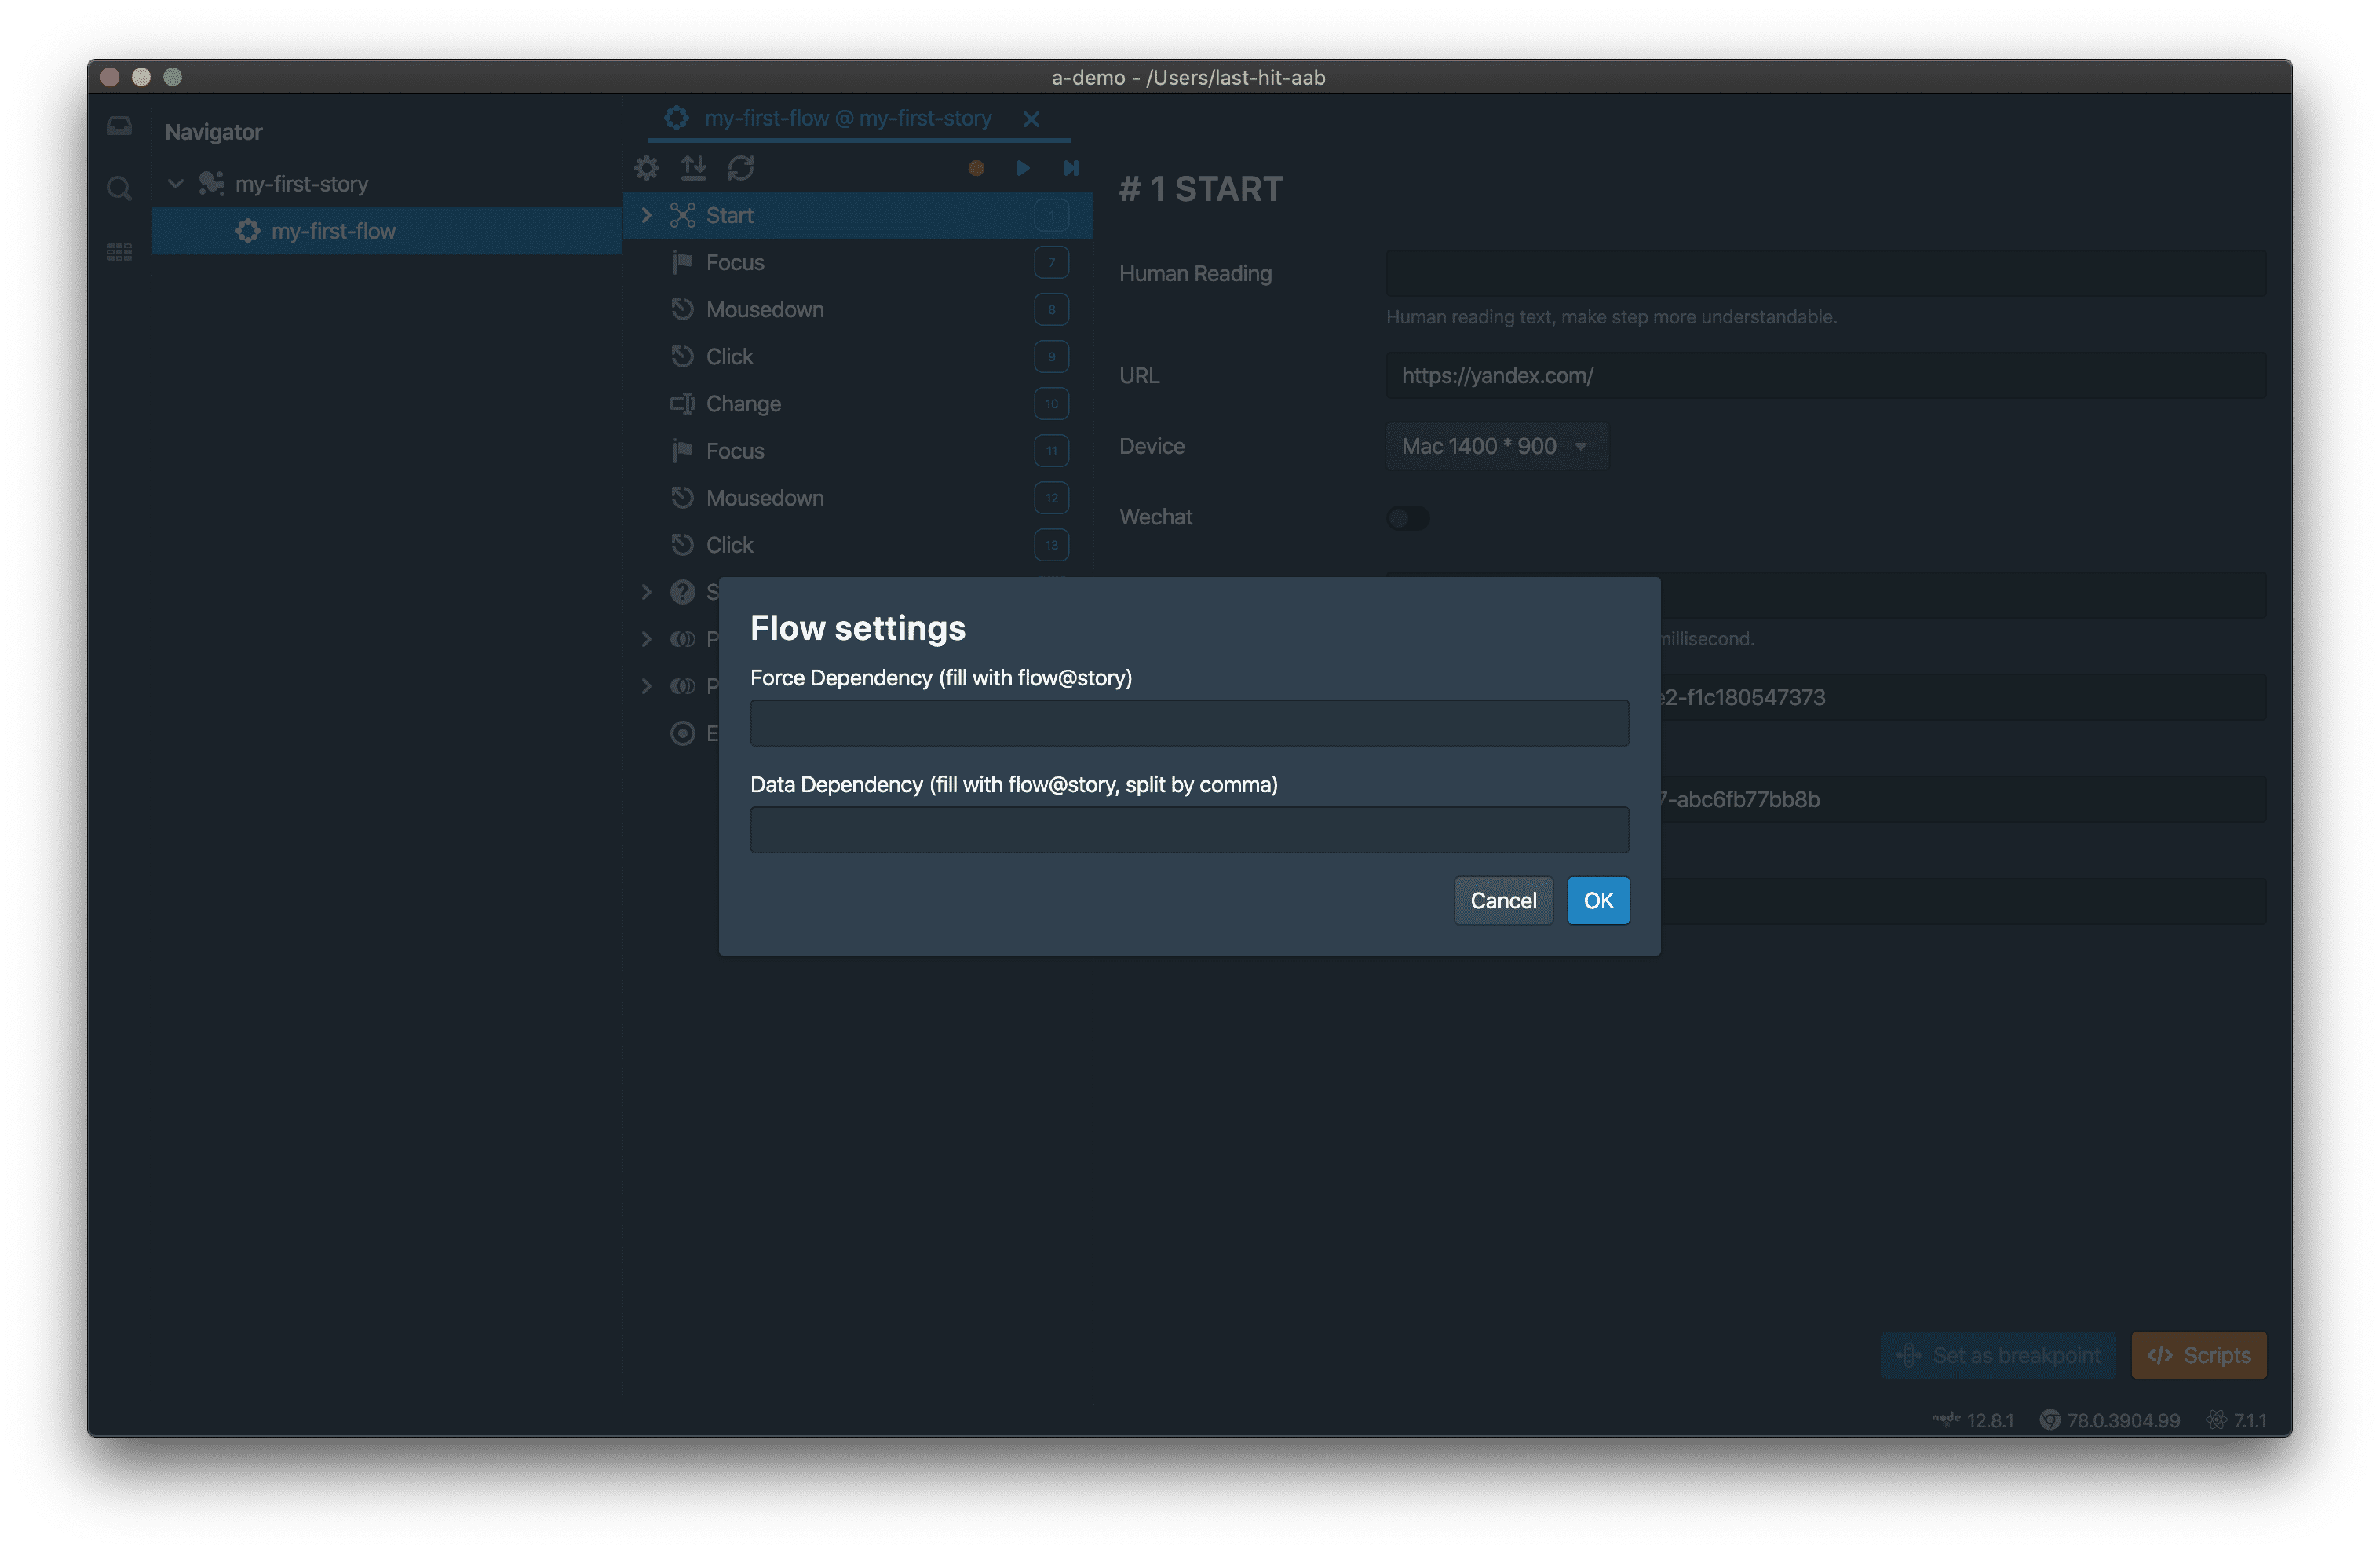 a-demo - /Users/last-hit-aab
Navigator
my-first-story
my-first-flow
my-first-flow @ my-first-story
Start 1
Focus 7
Mousedown 8
Click 9
Change 10
Focus 11
Mousedown 12
Click 13
S
P
P
E
# 1 START
Human Reading
Human reading text, make step more understandable.
URL https://yandex.com/
Device Mac 1400 * 900
Wechat
millisecond.
e2-f1c180547373
7-abc6fb77bb8b
Flow settings
Force Dependency (fill with flow@story)
Data Dependency (fill with flow@story, split by comma)
Cancel OK
Set as breakpoint </> Scripts
node 12.8.1 78.0.3904.99 7.1.1